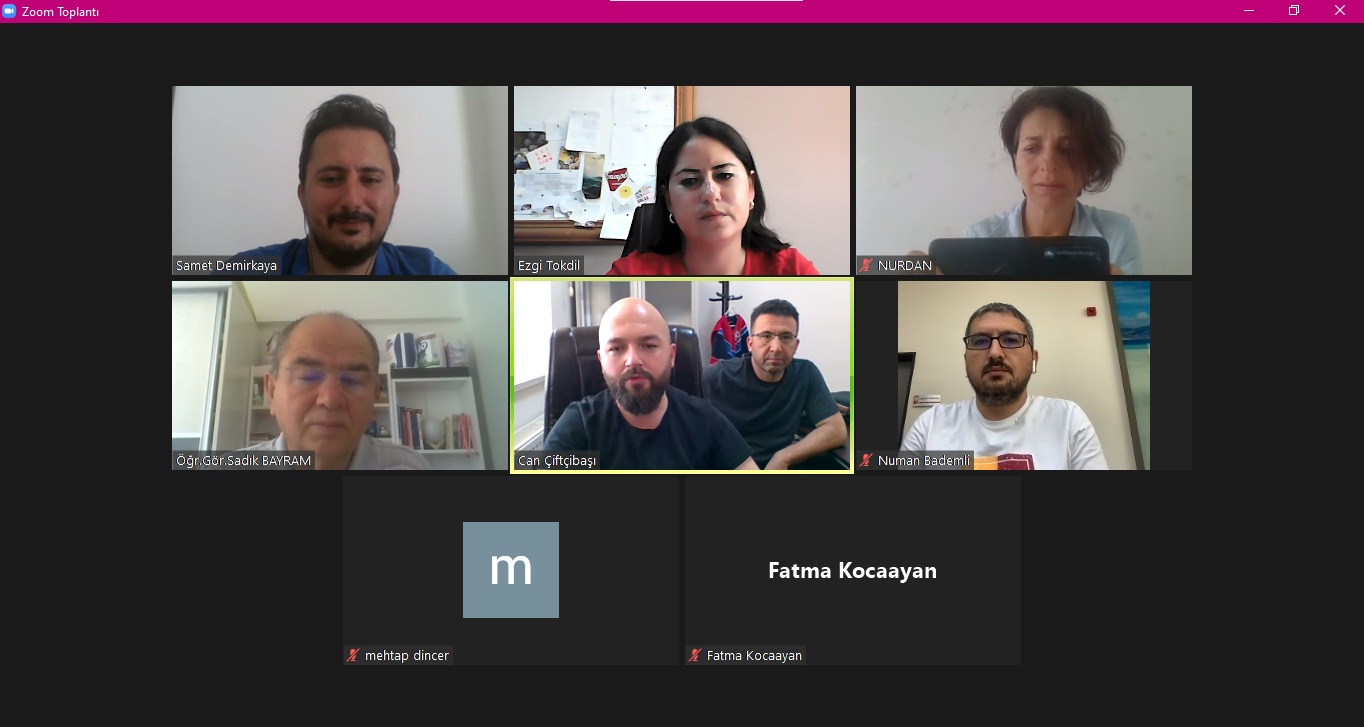 Zoom Toplantı
Samet Demirkaya
Ezgi Tokdil
NURDAN
Öğr.Gör.Sadık BAYRAM
Can Çiftçibaşı
Numan Bademli
m
Fatma Kocaayan
mehtap dincer
Fatma Kocaayan